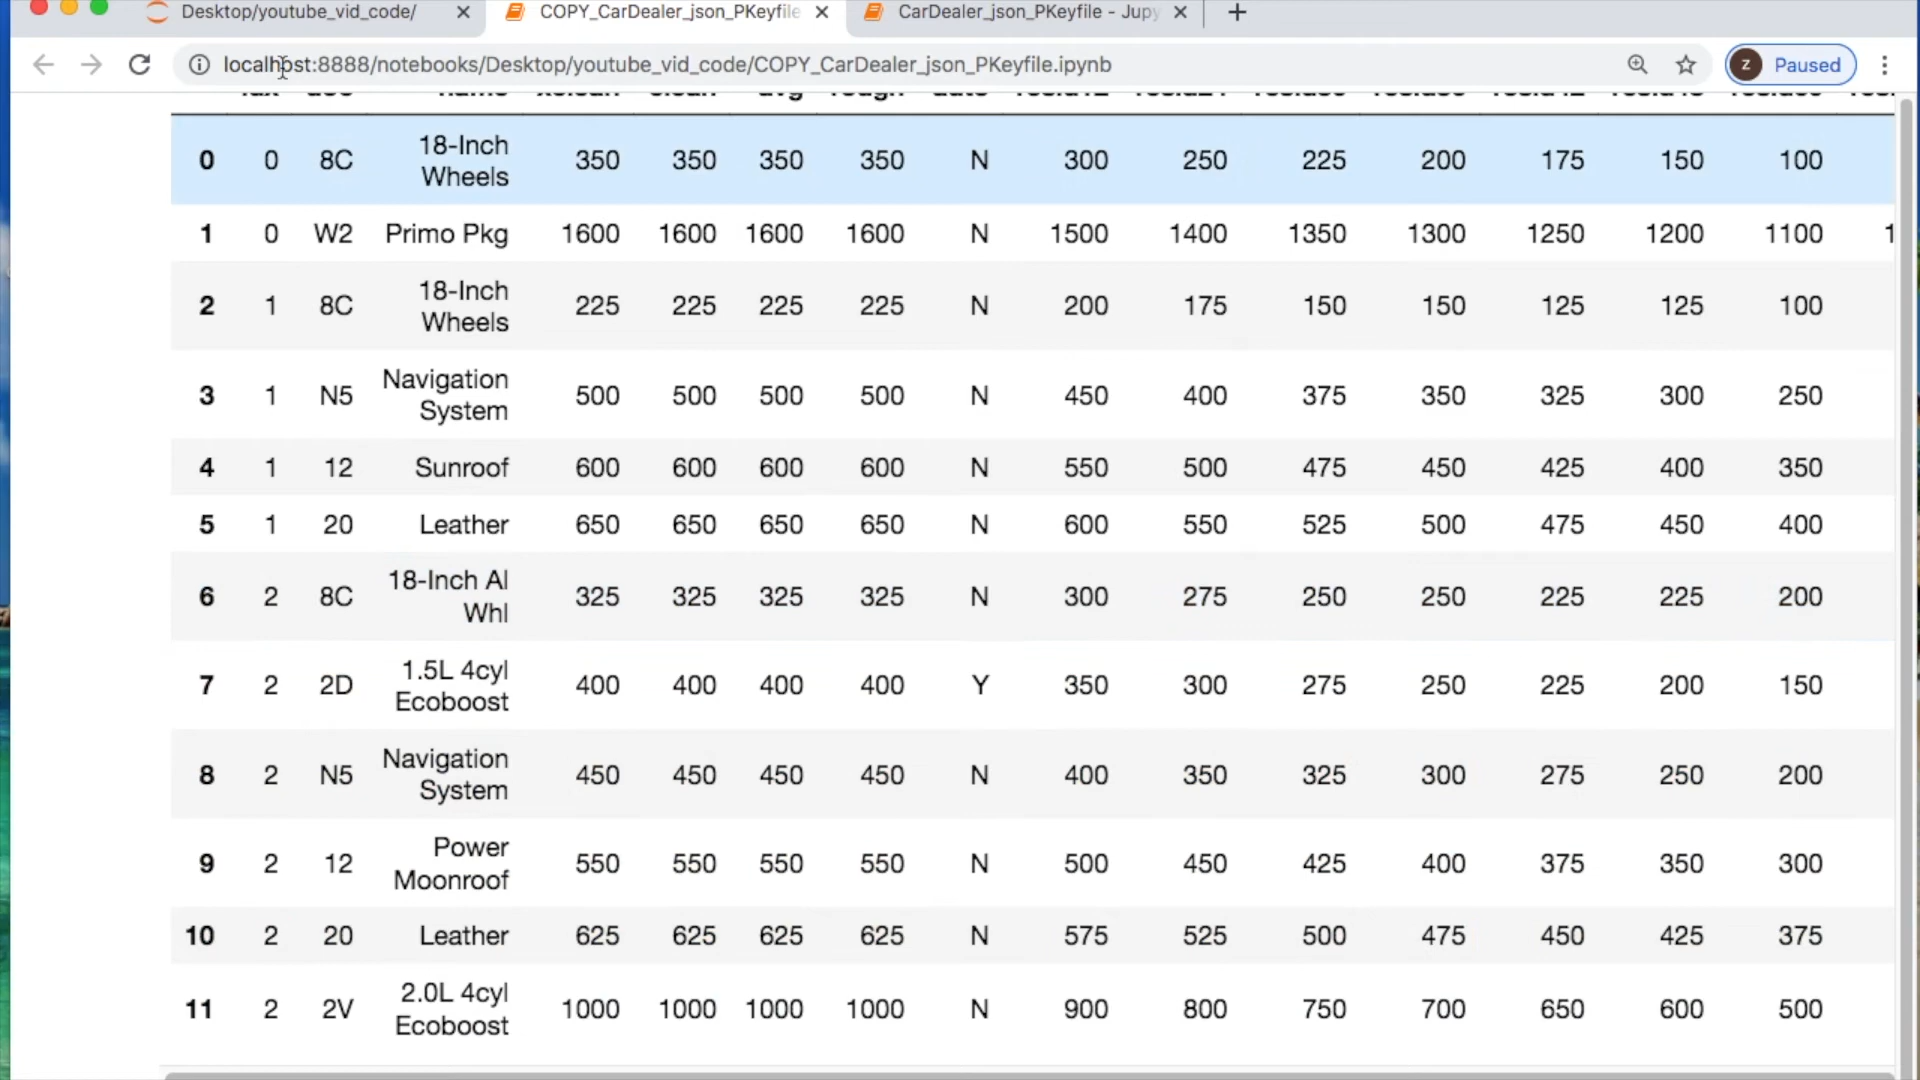 Desktop/youtube_vid_code/ COPY_CarDealer_json_PKeyfile CarDealer_json_PKeyfile - Jupy
localhost:8888/notebooks/Desktop/youtube_vid_code/COPY_CarDealer_json_PKeyfile.ipynb z Paused
0 0 8C 18-Inch Wheels 350 350 350 350 N 300 250 225 200 175 150 100
1 0 W2 Primo Pkg 1600 1600 1600 1600 N 1500 1400 1350 1300 1250 1200 1100 1
2 1 8C 18-Inch Wheels 225 225 225 225 N 200 175 150 150 125 125 100
3 1 N5 Navigation System 500 500 500 500 N 450 400 375 350 325 300 250
4 1 12 Sunroof 600 600 600 600 N 550 500 475 450 425 400 350
5 1 20 Leather 650 650 650 650 N 600 550 525 500 475 450 400
6 2 8C 18-Inch Al Whl 325 325 325 325 N 300 275 250 250 225 225 200
7 2 2D 1.5L 4cyl Ecoboost 400 400 400 400 Y 350 300 275 250 225 200 150
8 2 N5 Navigation System 450 450 450 450 N 400 350 325 300 275 250 200
9 2 12 Power Moonroof 550 550 550 550 N 500 450 425 400 375 350 300
10 2 20 Leather 625 625 625 625 N 575 525 500 475 450 425 375
11 2 2V 2.0L 4cyl Ecoboost 1000 1000 1000 1000 N 900 800 750 700 650 600 500